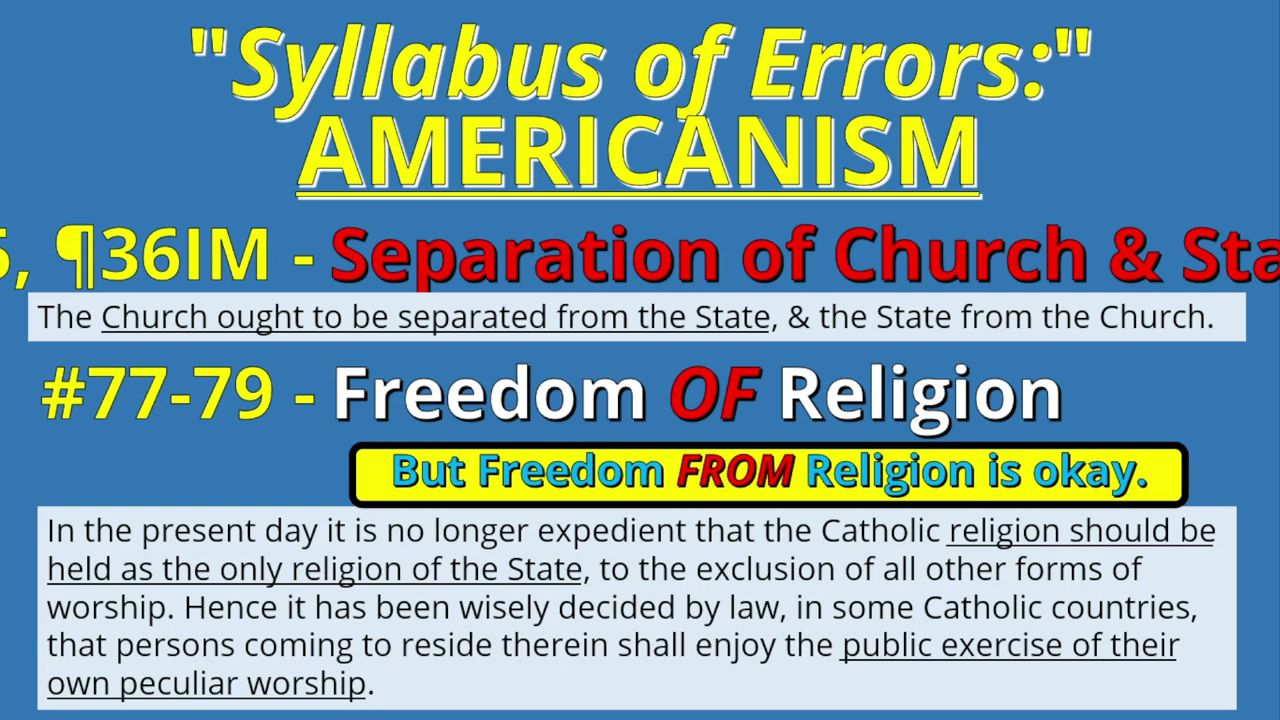 "Syllabus of Errors:"
AMERICANISM
, ¶36IM - Separation of Church &
The Church ought to be separated from the State, & the State from the Church.
#77-79 - Freedom OF Religion
But Freedom FROM Religion is okay.
In the present day it is no longer expedient that the Catholic religion should be
held as the only religion of the State, to the exclusion of all other forms of
worship. Hence it has been wisely decided by law, in some Catholic countries,
that persons coming to reside therein shall enjoy the public exercise of their
own peculiar worship.